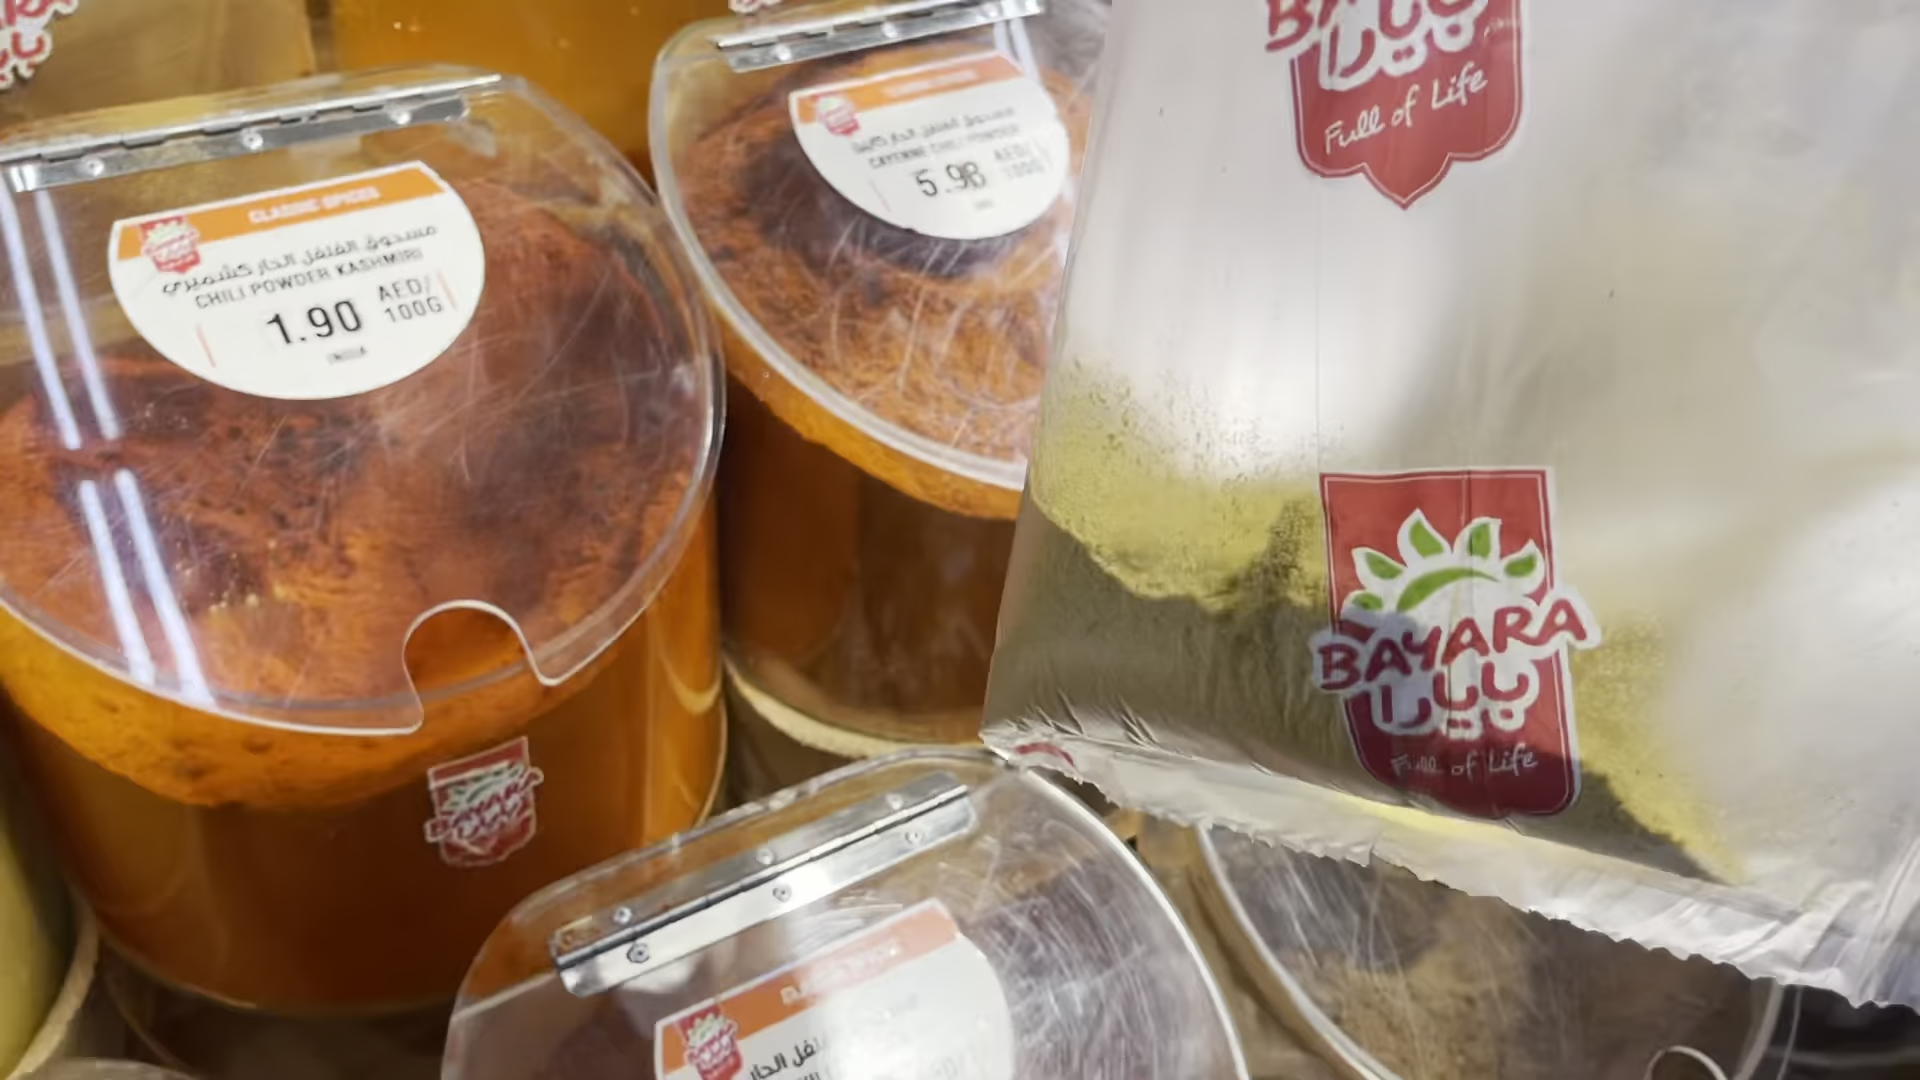 CLASSIC SPICES
مسحوق الفلفل الحار كشميري
CHILI POWDER KASHMIRI
1.90 AED/
100G
INDIA
مسحوق الفلفل الحار كايين
CAYENNE CHILI POWDER
5.98 AED/
100G
Full of Life
BAYARA
بيارا
Full of Life
BAYARA
بيارا
الحار